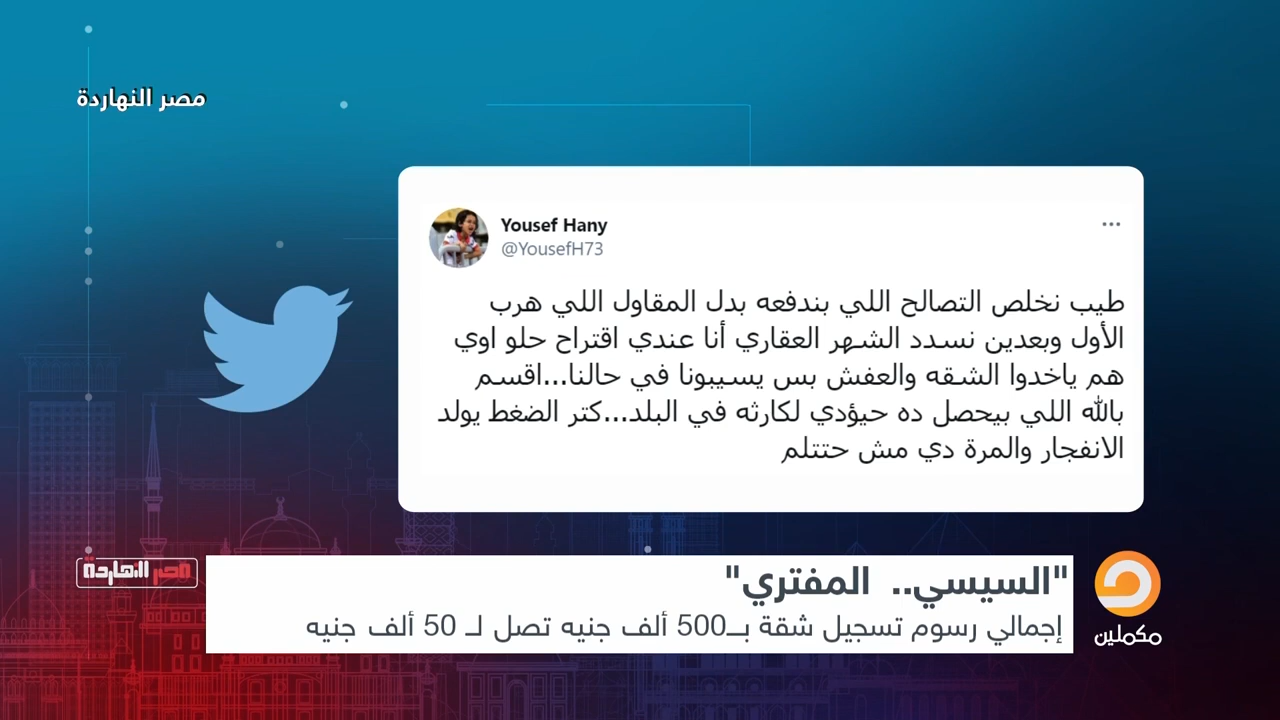 مصر النهاردة
Yousef Hany
@YousefH73
طيب نخلص التصالح اللي بندفعه بدل المقاول اللي هرب
الأول وبعدين نسدد الشهر العقاري أنا عندي اقتراح حلو اوي
هم ياخدوا الشقه والعفش بس يسيبونا في حالنا...اقسم
بالله اللي بيحصل ده حيؤدي لكارثه في البلد...كتر الضغط يولد
الانفجار والمرة دي مش حتتلم
مصر النهاردة
"السيسي.. المفتري"
إجمالي رسوم تسجيل شقة بـ500 ألف جنيه تصل لـ 50 ألف جنيه
مكملين